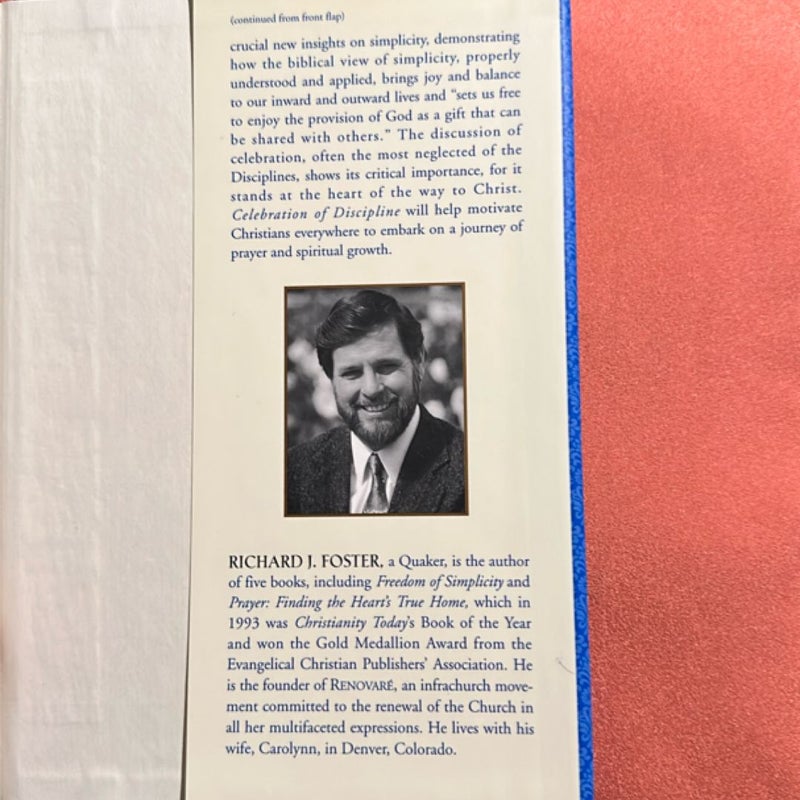 (continued from front flap)
crucial new insights on simplicity, demonstrating
how the biblical view of simplicity, properly
understood and applied, brings joy and balance
to our inward and outward lives and “sets us free
to enjoy the provision of God as a gift that can
be shared with others.” The discussion of
celebration, often the most neglected of the
Disciplines, shows its critical importance, for it
stands at the heart of the way to Christ.
Celebration of Discipline will help motivate
Christians everywhere to embark on a journey of
prayer and spiritual growth.
RICHARD J. FOSTER, a Quaker, is the author
of five books, including Freedom of Simplicity and
Prayer: Finding the Heart's True Home, which in
1993 was Christianity Today's Book of the Year
and won the Gold Medallion Award from the
Evangelical Christian Publishers' Association. He
is the founder of RENOVARÉ, an infrachurch move-
ment committed to the renewal of the Church in
all her multifaceted expressions. He lives with his
wife, Carolynn, in Denver, Colorado.